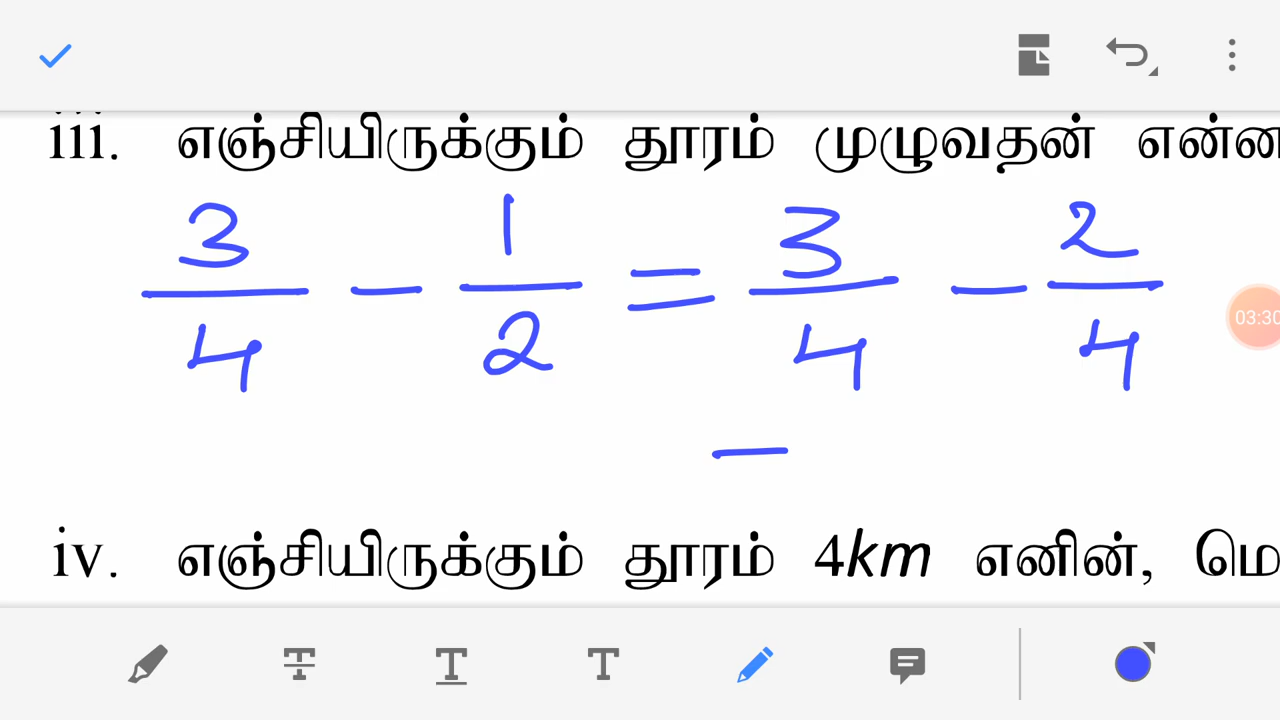 iii. எஞ்சியிருக்கும் தூரம் முழுவதன்
3/4 - 1/2 = 3/4 - 2/4
03:30
iv. எஞ்சியிருக்கும் தூரம் 4km எனின்,